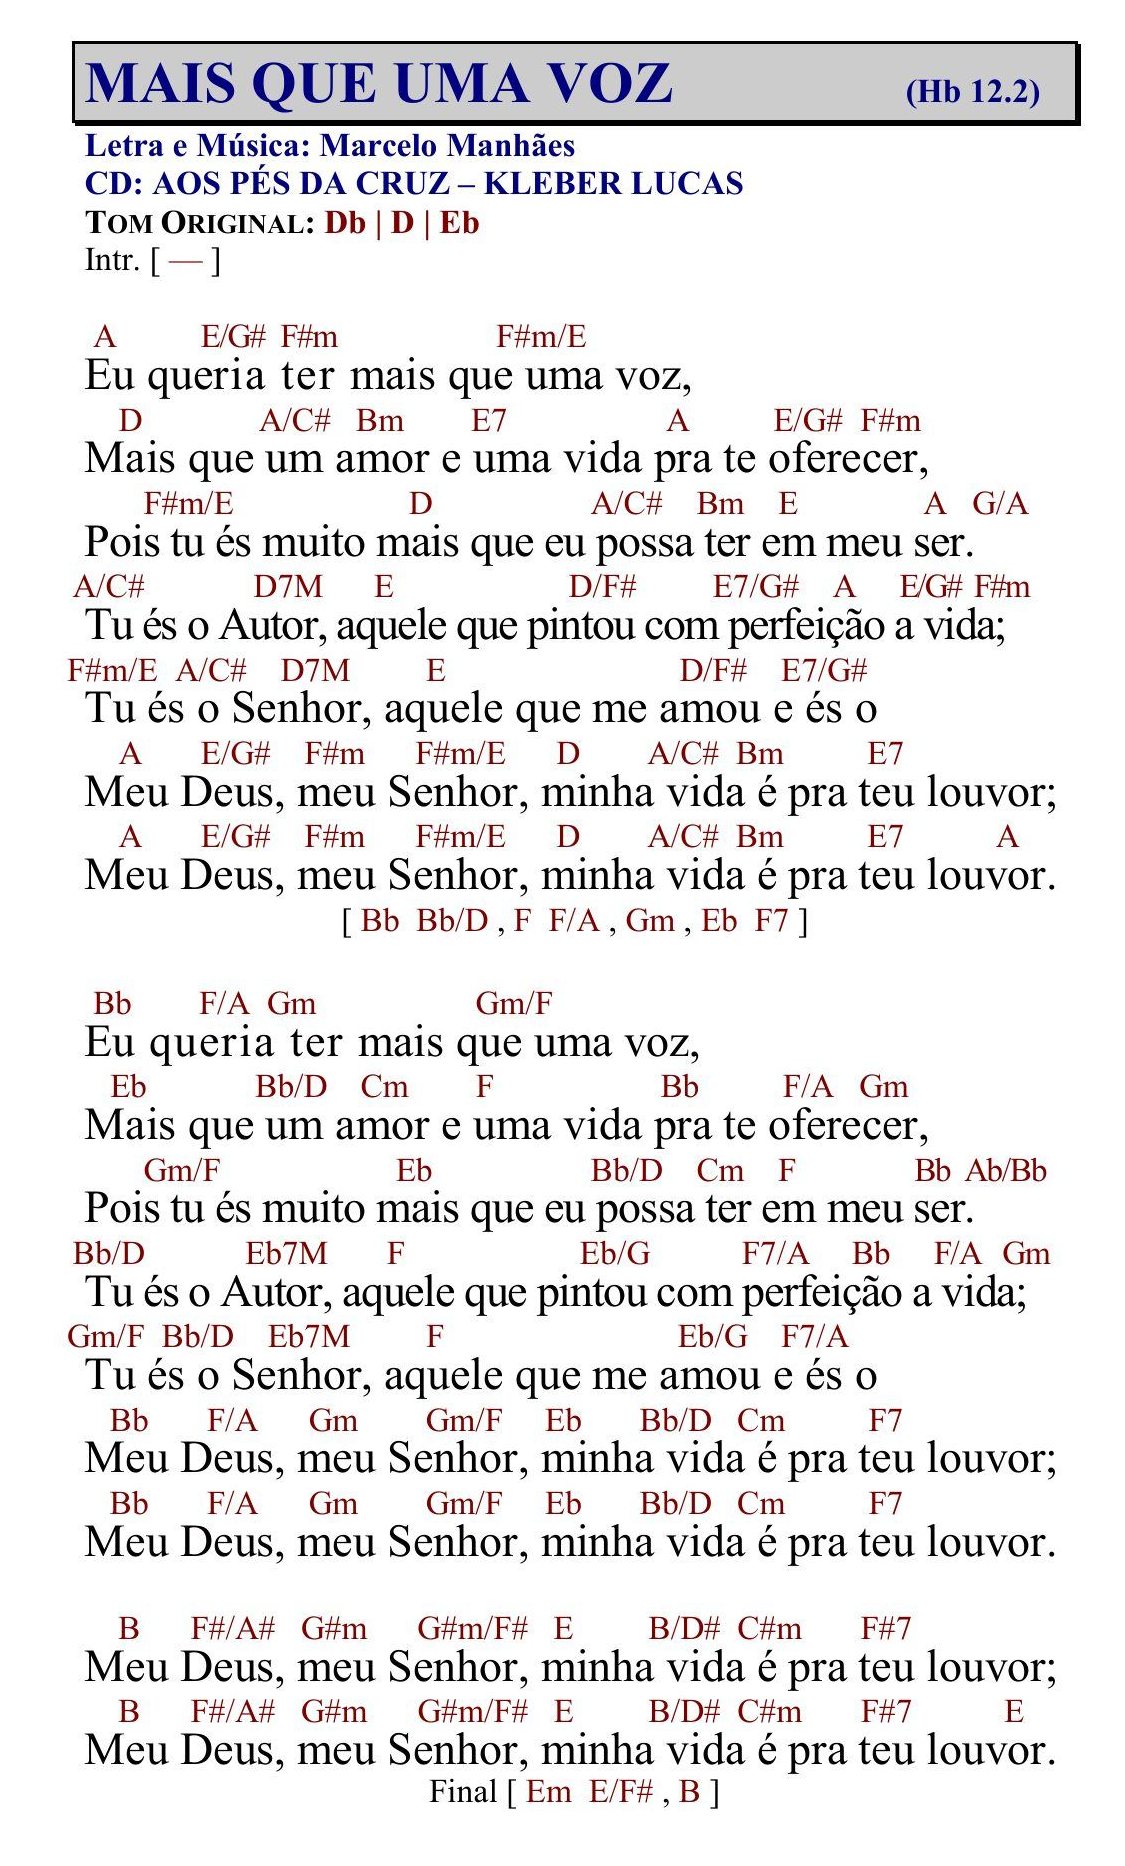 MAIS QUE UMA VOZ (Hb 12.2)
Letra e Música: Marcelo Manhães
CD: AOS PÉS DA CRUZ – KLEBER LUCAS
TOM ORIGINAL: Db | D | Eb
Intr. [ — ]
A E/G# F#m F#m/E
Eu queria ter mais que uma voz,
D A/C# Bm E7 A E/G# F#m
Mais que um amor e uma vida pra te oferecer,
F#m/E D A/C# Bm E A G/A
Pois tu és muito mais que eu possa ter em meu ser.
A/C# D7M E D/F# E7/G# A E/G# F#m
Tu és o Autor, aquele que pintou com perfeição a vida;
F#m/E A/C# D7M E D/F# E7/G#
Tu és o Senhor, aquele que me amou e és o
A E/G# F#m F#m/E D A/C# Bm E7
Meu Deus, meu Senhor, minha vida é pra teu louvor;
A E/G# F#m F#m/E D A/C# Bm E7 A
Meu Deus, meu Senhor, minha vida é pra teu louvor.
[ Bb Bb/D , F F/A , Gm , Eb F7 ]
Bb F/A Gm Gm/F
Eu queria ter mais que uma voz,
Eb Bb/D Cm F Bb F/A Gm
Mais que um amor e uma vida pra te oferecer,
Gm/F Eb Bb/D Cm F Bb Ab/Bb
Pois tu és muito mais que eu possa ter em meu ser.
Bb/D Eb7M F Eb/G F7/A Bb F/A Gm
Tu és o Autor, aquele que pintou com perfeição a vida;
Gm/F Bb/D Eb7M F Eb/G F7/A
Tu és o Senhor, aquele que me amou e és o
Bb F/A Gm Gm/F Eb Bb/D Cm F7
Meu Deus, meu Senhor, minha vida é pra teu louvor;
Bb F/A Gm Gm/F Eb Bb/D Cm F7
Meu Deus, meu Senhor, minha vida é pra teu louvor.
B F#/A# G#m G#m/F# E B/D# C#m F#7
Meu Deus, meu Senhor, minha vida é pra teu louvor;
B F#/A# G#m G#m/F# E B/D# C#m F#7 E
Meu Deus, meu Senhor, minha vida é pra teu louvor.
Final [ Em E/F# , B ]